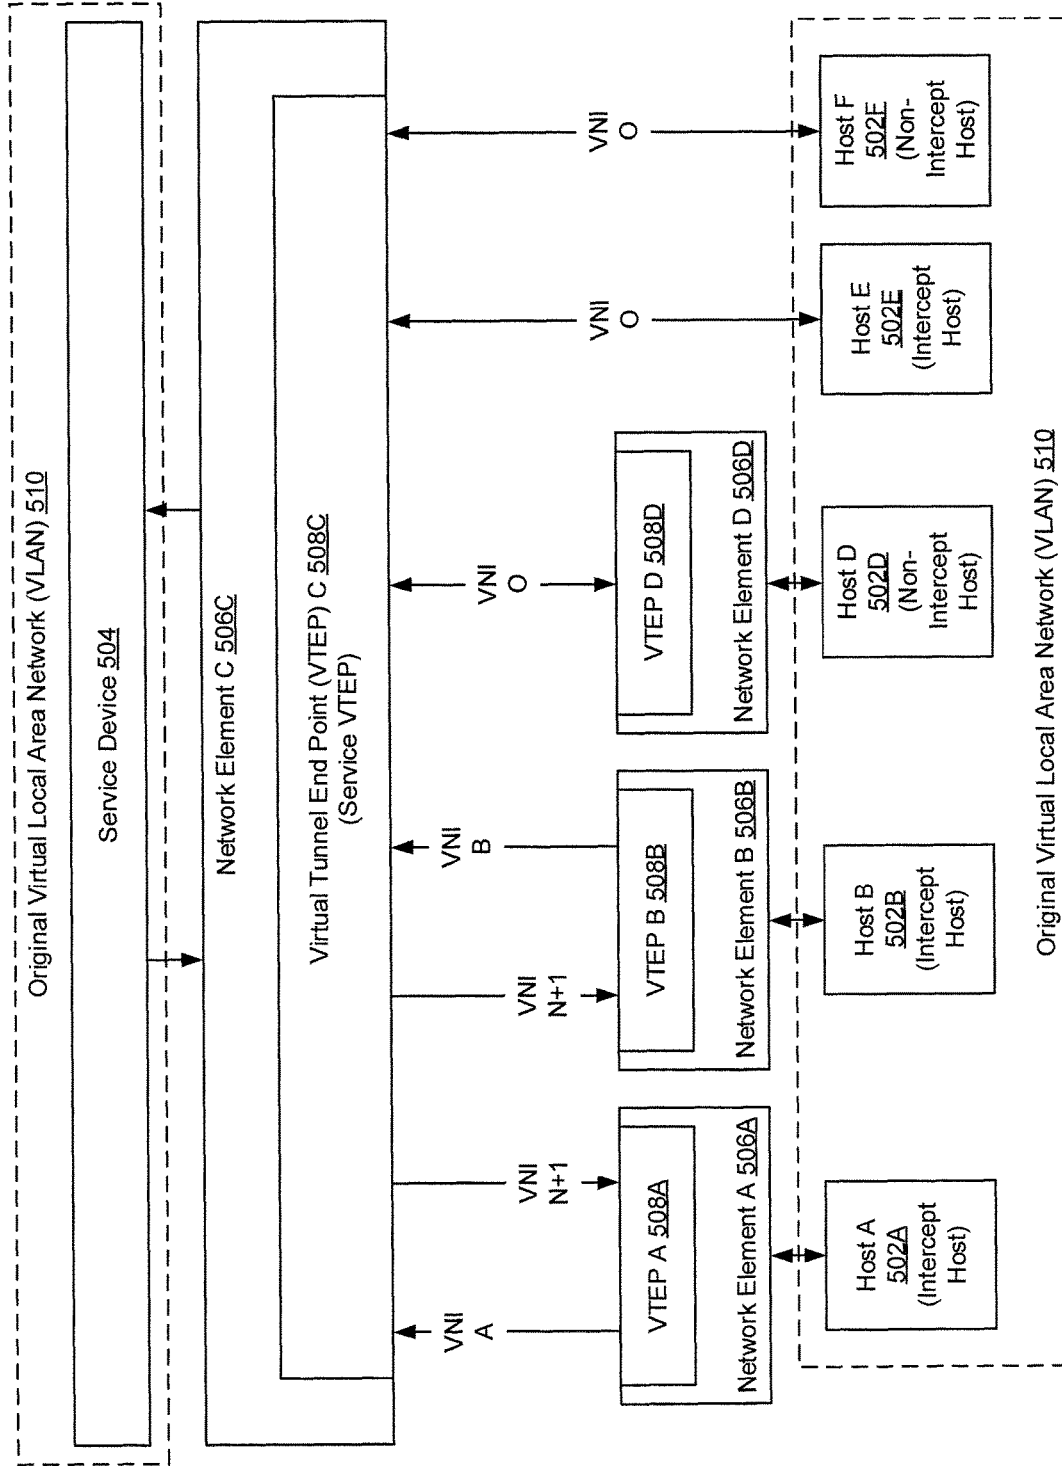 Original Virtual Local Area Network (VLAN) 510
Service Device 504
Network Element C 506C
Virtual Tunnel End Point (VTEP) C 508C
(Service VTEP)
VNI
A
VNI
N+1
VNI
N+1
VNI
B
VNI
O
VNI
O
VNI
O
VTEP A 508A
Network Element A 506A
VTEP B 508B
Network Element B 506B
VTEP D 508D
Network Element D 506D
Host A
502A
(Intercept
Host)
Host B
502B
(Intercept
Host)
Host D
502D
(Non-
Intercept
Host)
Host E
502E
(Intercept
Host)
Host F
502F
(Non-
Intercept
Host)
Original Virtual Local Area Network (VLAN) 510